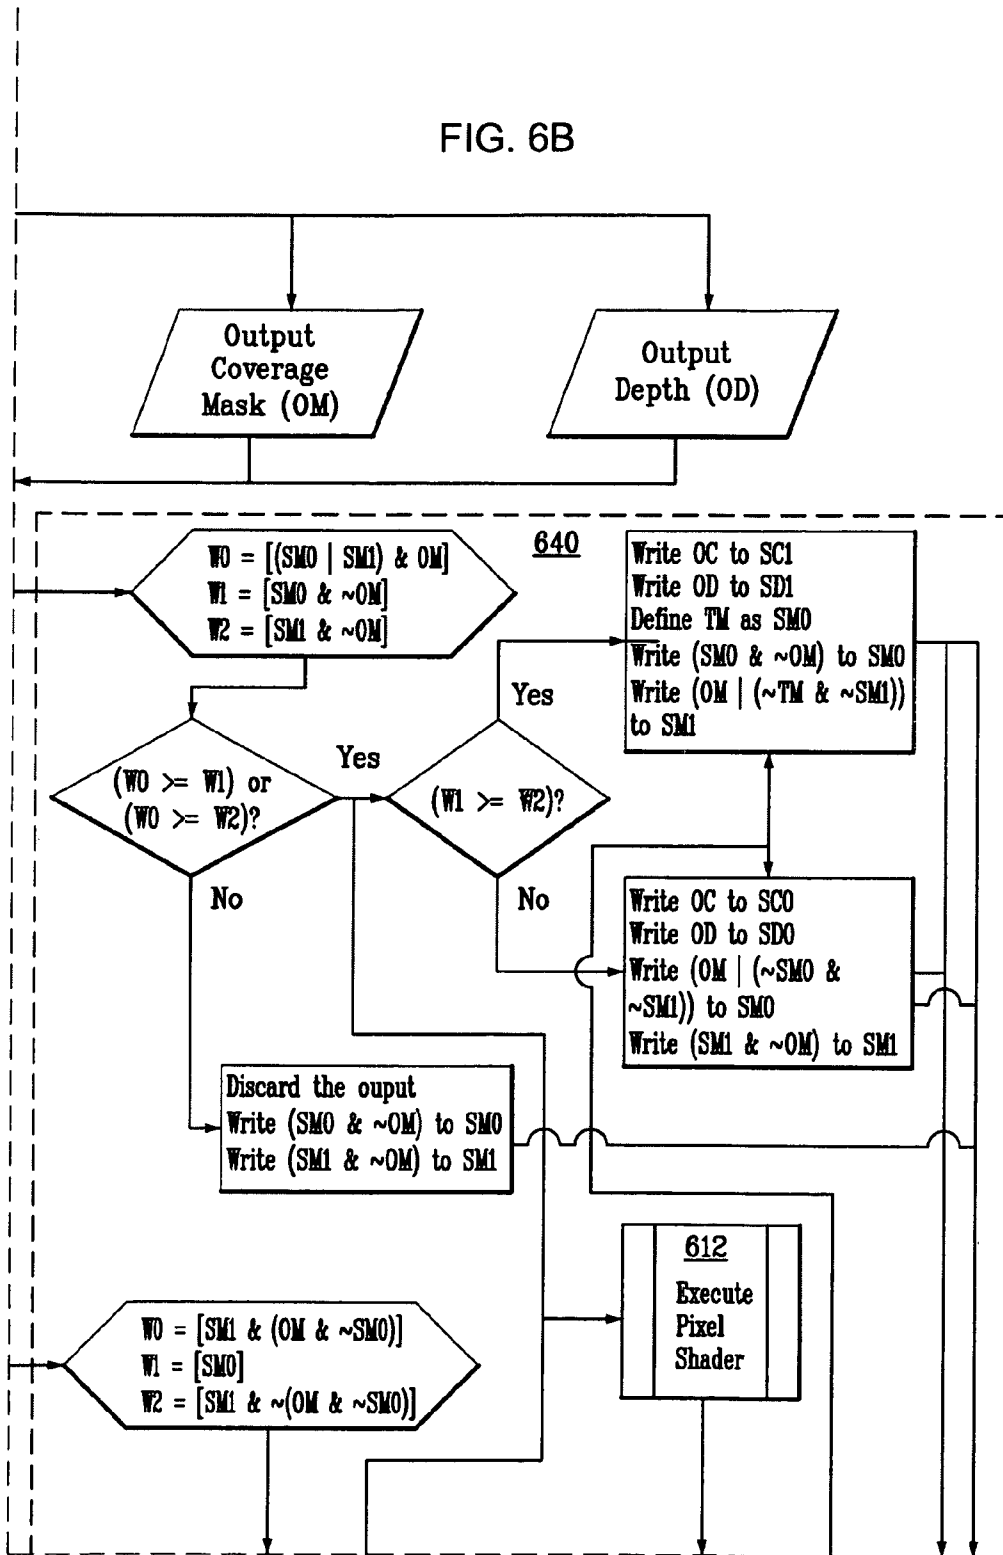 FIG. 6B
Output
Coverage
Mask (OM)
Output
Depth (OD)
640
W0 = [(SM0 | SM1) & OM]
W1 = [SM0 & ~OM]
W2 = [SM1 & ~OM]
Write OC to SC1
Write OD to SD1
Define TM as SM0
Write (SM0 & ~OM) to SM0
Write (OM | (~TM & ~SM1))
to SM1
Yes
Yes
(W0 >= W1) or
(W0 >= W2)?
(W1 >= W2)?
No
No
Write OC to SC0
Write OD to SD0
Write (OM | (~SM0 &
~SM1)) to SM0
Write (SM1 & ~OM) to SM1
Discard the ouput
Write (SM0 & ~OM) to SM0
Write (SM1 & ~OM) to SM1
612
Execute
Pixel
Shader
W0 = [SM1 & (OM & ~SM0)]
W1 = [SM0]
W2 = [SM1 & ~(OM & ~SM0)]